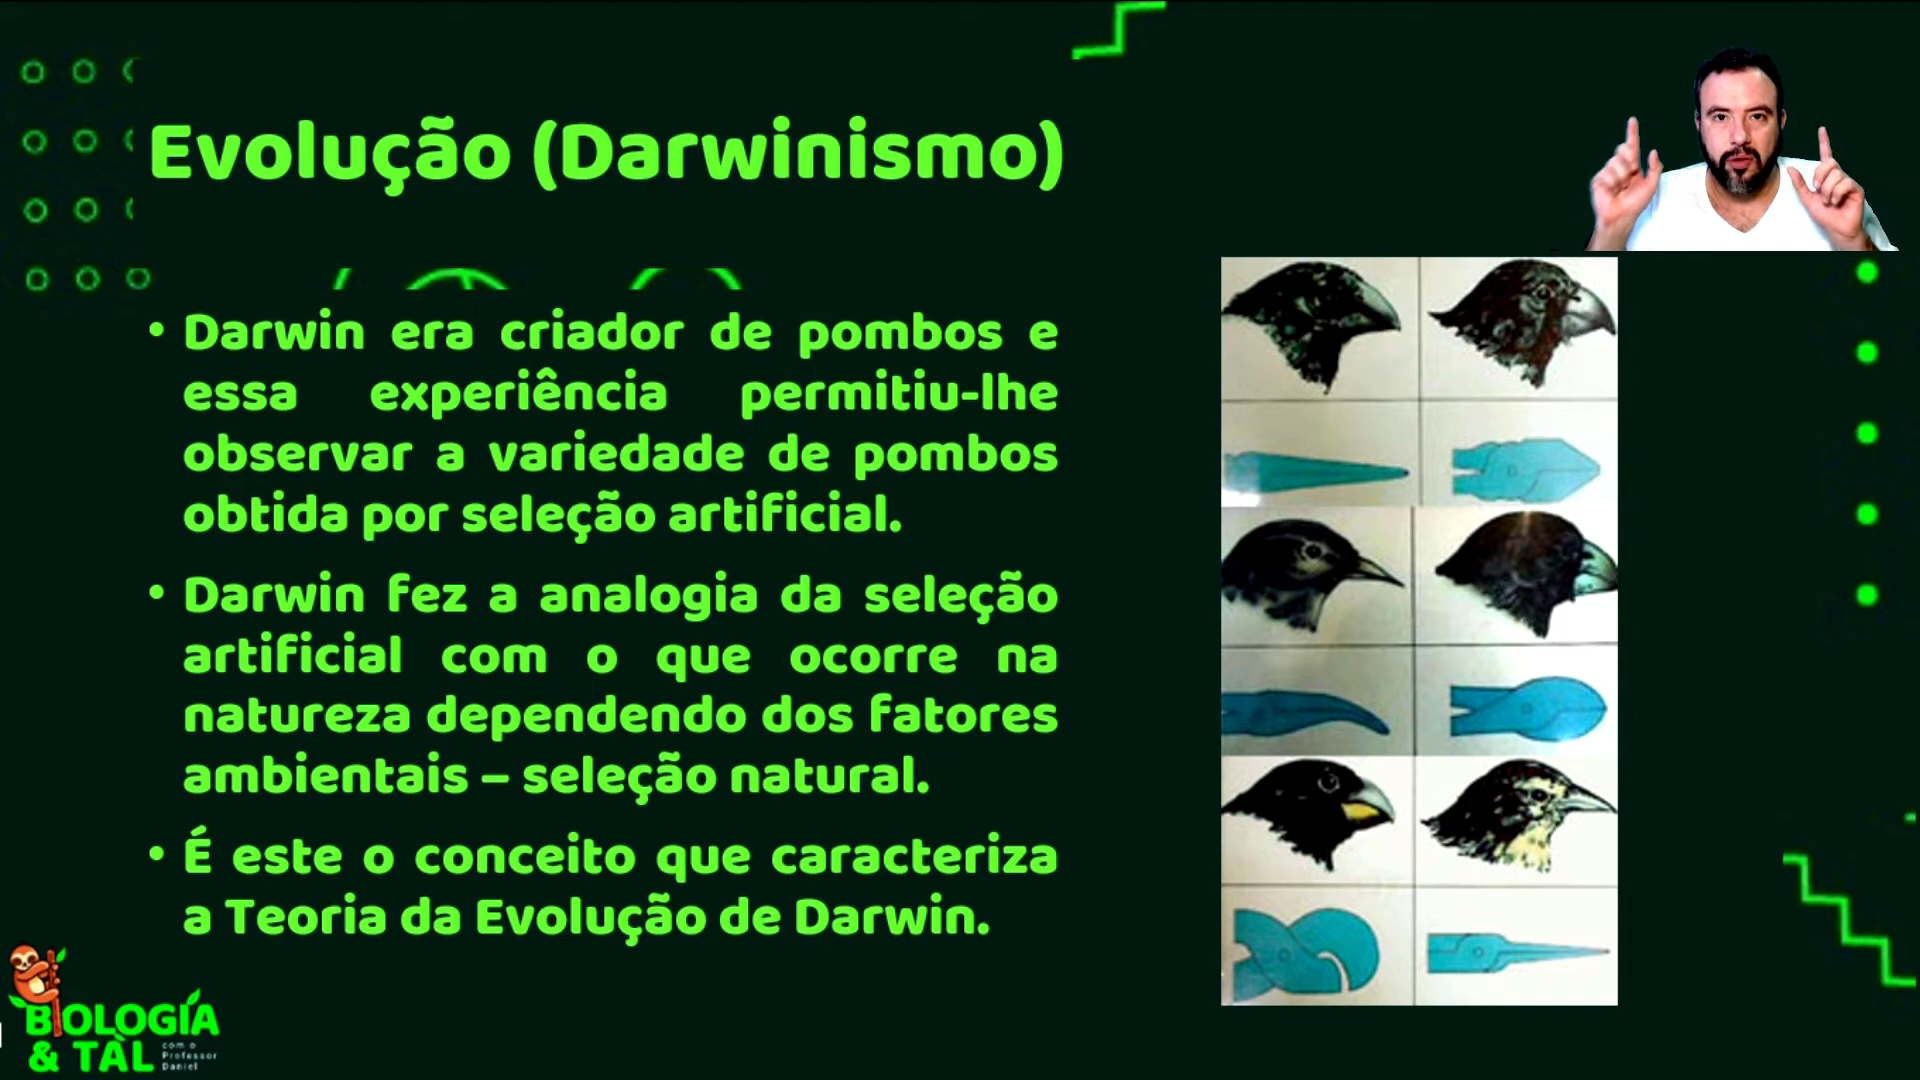 Evolução (Darwinismo)
• Darwin era criador de pombos e
essa experiência permitiu-lhe
observar a variedade de pombos
obtida por seleção artificial.
• Darwin fez a analogia da seleção
artificial com o que ocorre na
natureza dependendo dos fatores
ambientais – seleção natural.
• É este o conceito que caracteriza
a Teoria da Evolução de Darwin.
BIOLOGIA
& TAL
com o
Professor
Daniel